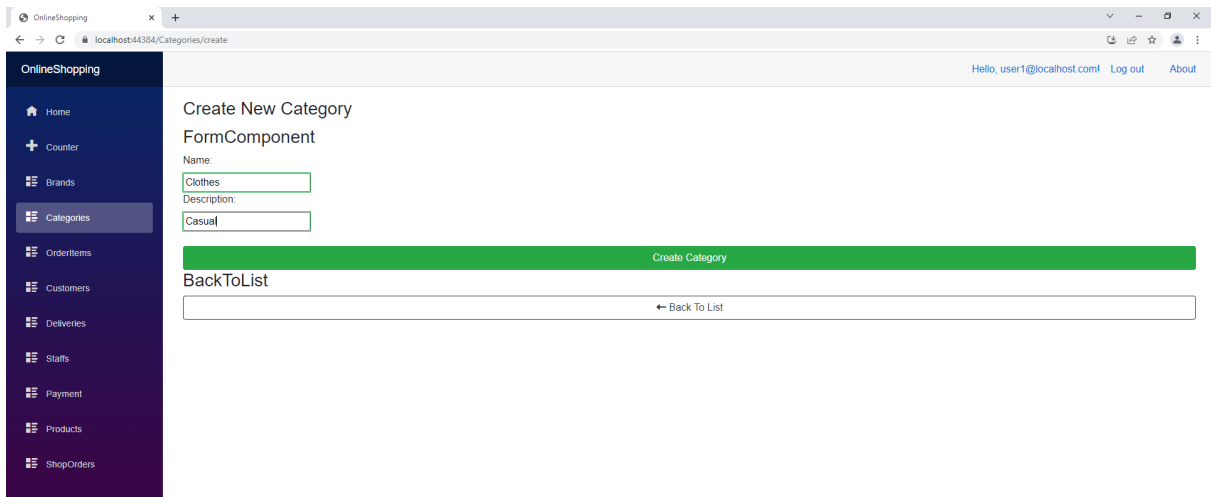 OnlineShopping
localhost:44384/Categories/create
OnlineShopping
Hello, user1@localhost.com! Log out About
Home
Counter
Brands
Categories
OrderItems
Customers
Deliveries
Staffs
Payment
Products
ShopOrders
Create New Category
FormComponent
Name:
Clothes
Description:
Casual
Create Category
BackToList
Back To List